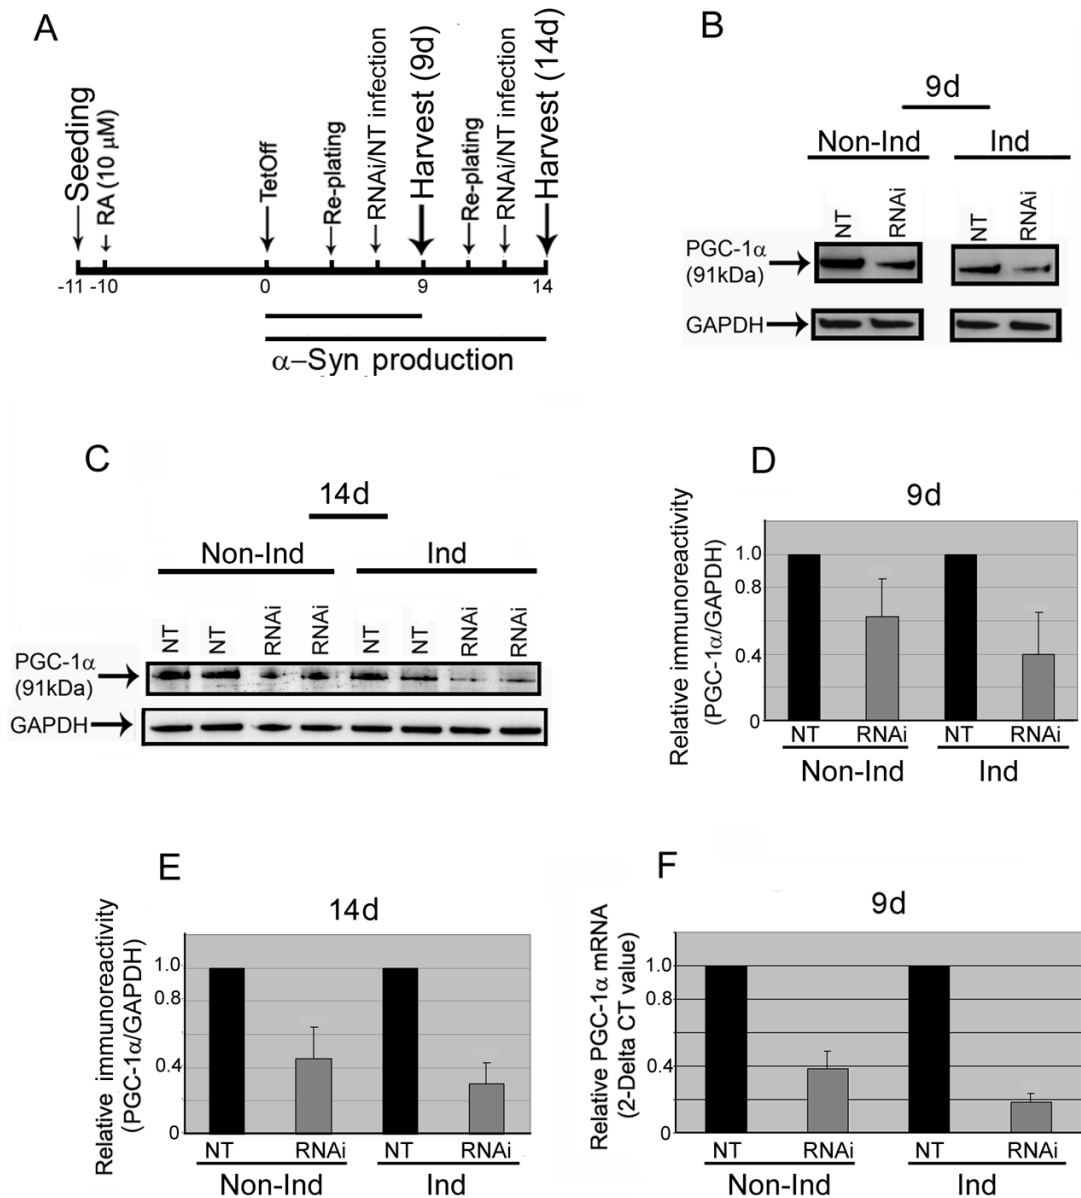 A
Seeding
RA (10 µM)
TetOff
Re-plating
RNAi/NT infection
Harvest (9d)
Re-plating
RNAi/NT infection
Harvest (14d)
-11 -10 0 9 14
α–Syn production
B
9d
Non-Ind Ind
NT RNAi NT RNAi
PGC-1α
(91kDa)
GAPDH
C
14d
Non-Ind Ind
NT NT RNAi RNAi NT NT RNAi RNAi
PGC-1α
(91kDa)
GAPDH
D
9d
Relative immunoreactivity
(PGC-1α/GAPDH)
1.0
0.8
0.4
0
NT RNAi NT RNAi
Non-Ind Ind
E
14d
Relative immunoreactivity
(PGC-1α/GAPDH)
1.0
0.8
0.4
0
NT RNAi NT RNAi
Non-Ind Ind
F
9d
Relative PGC-1α mRNA
(2-Delta CT value)
1.0
0.8
0.4
0
NT RNAi NT RNAi
Non-Ind Ind